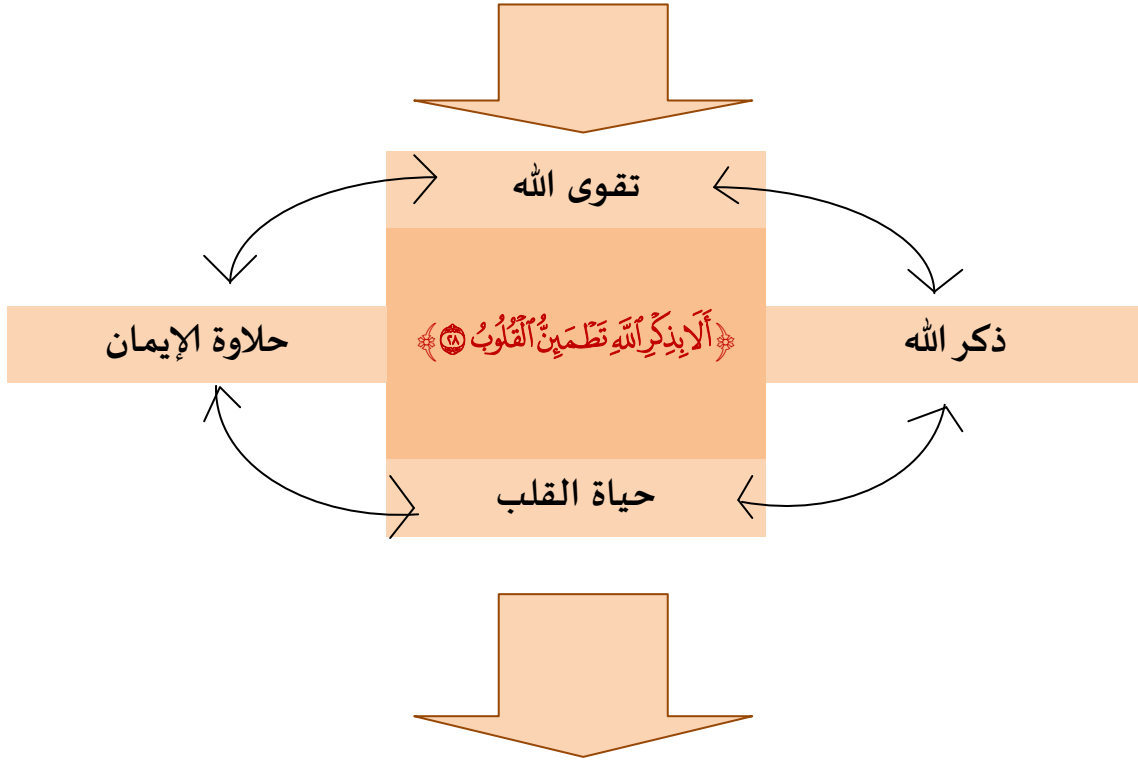 تقوى الله
ذكر الله
﴿أَلَا بِذِكْرِ ٱللَّهِ تَطْمَئِنُّ ٱلْقُلُوبُ ٢٨﴾
حلاوة الإيمان
حياة القلب